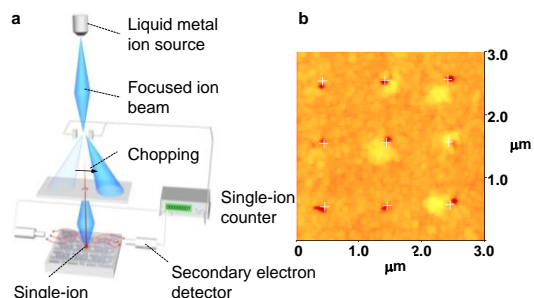 a
Liquid metal
ion source
Focused ion
beam
Chopping
Single-ion
counter
Secondary electron
detector
Single-ion
b
3.0
2.0
μm
1.0
0.0
1.0
2.0
3.0
μm